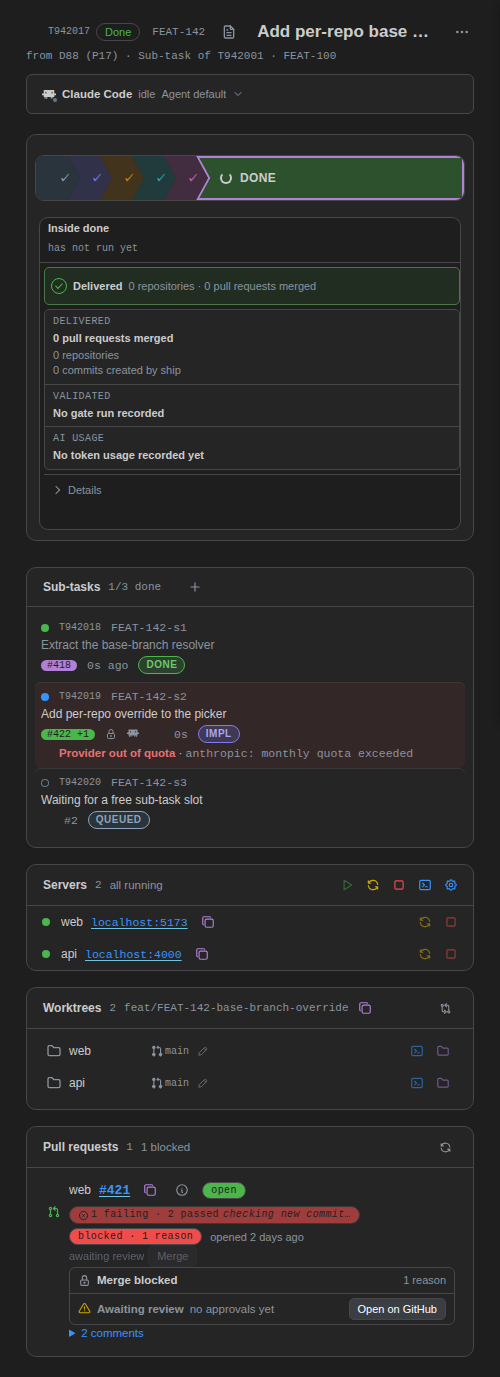 T942017 Done FEAT-142 Add per-repo base …
from D88 (P17) · Sub-task of T942001 · FEAT-100
Claude Code idle Agent default
DONE
Inside done
has not run yet
Delivered 0 repositories · 0 pull requests merged
DELIVERED
0 pull requests merged
0 repositories
0 commits created by ship
VALIDATED
No gate run recorded
AI USAGE
No token usage recorded yet
Details
Sub-tasks 1/3 done
T942018 FEAT-142-s1
Extract the base-branch resolver
#418 0s ago DONE
T942019 FEAT-142-s2
Add per-repo override to the picker
#422 +1 0s IMPL
Provider out of quota · anthropic: monthly quota exceeded
T942020 FEAT-142-s3
Waiting for a free sub-task slot
#2 QUEUED
Servers 2 all running
web localhost:5173
api localhost:4000
Worktrees 2 feat/FEAT-142-base-branch-override
web main
api main
Pull requests 1 1 blocked
web #421 open
1 failing · 2 passed checking new commit…
blocked · 1 reason opened 2 days ago
awaiting review Merge
Merge blocked 1 reason
Awaiting review no approvals yet Open on GitHub
2 comments